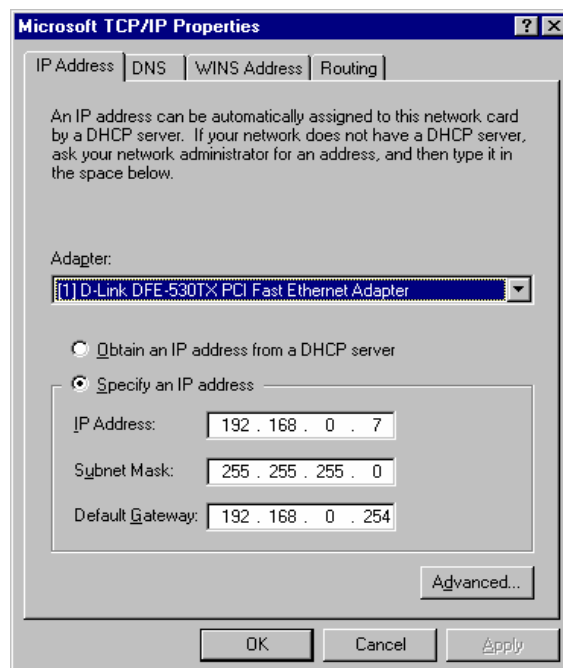 Microsoft TCP/IP Properties
? ×
IP Address DNS WINS Address Routing
An IP address can be automatically assigned to this network card
by a DHCP server. If your network does not have a DHCP server,
ask your network administrator for an address, and then type it in
the space below.
Adapter:
[1] D-Link DFE-530TX PCI Fast Ethernet Adapter
Obtain an IP address from a DHCP server
Specify an IP address
IP Address: 192 . 168 . 0 . 7
Subnet Mask: 255 . 255 . 255 . 0
Default Gateway: 192 . 168 . 0 . 254
Advanced...
OK Cancel Apply